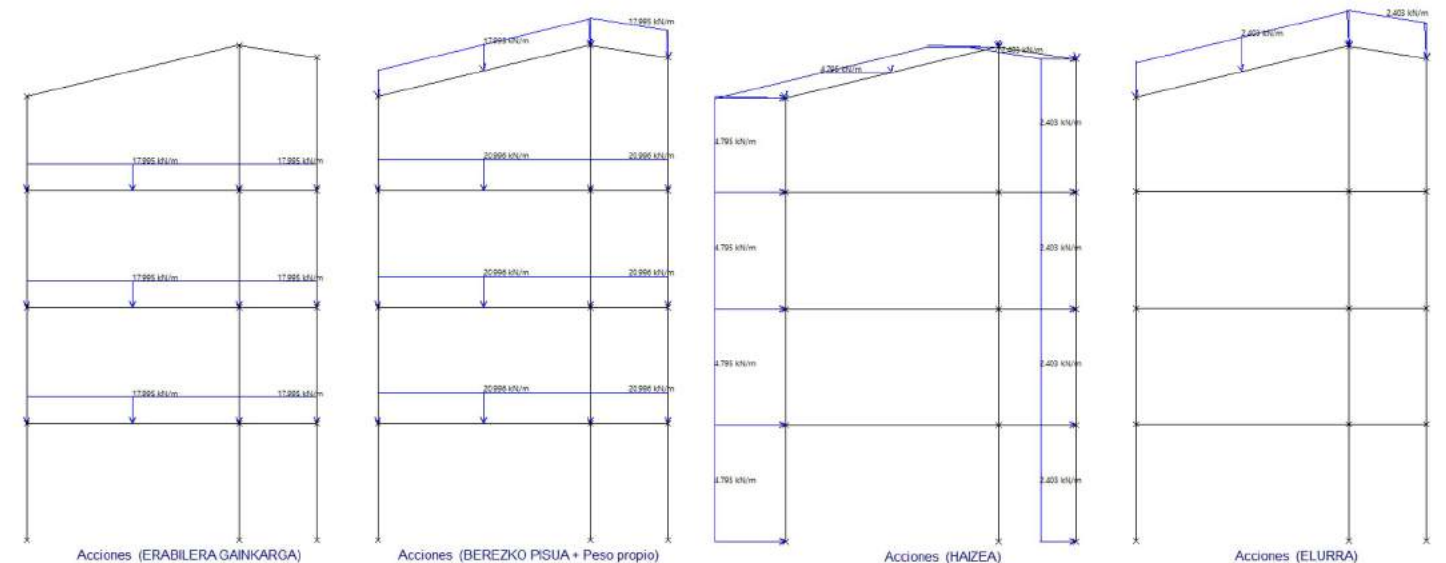 17.995 kN/m 17.995 kN/m
17.995 kN/m 17.995 kN/m
17.995 kN/m 17.995 kN/m
Acciones (ERABILERA GAINKARGA)
17.995 kN/m
17.995 kN/m
20.996 kN/m 20.996 kN/m
20.996 kN/m 20.996 kN/m
20.996 kN/m 20.996 kN/m
Acciones (BEREZKO PISUA + Peso propio)
2.403 kN/m
4.795 kN/m
2.403 kN/m
4.795 kN/m
4.795 kN/m 2.403 kN/m
4.795 kN/m 2.403 kN/m
4.795 kN/m 2.403 kN/m
Acciones (HAIZEA)
2.403 kN/m
2.403 kN/m
Acciones (ELURRA)